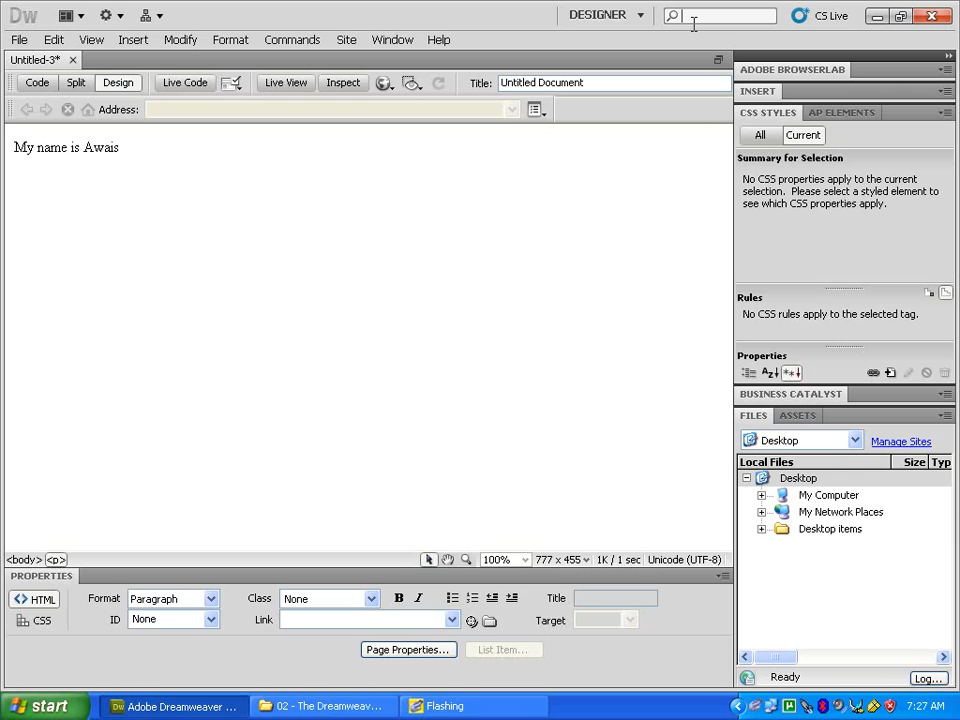 Dw DESIGNER CS Live
File Edit View Insert Modify Format Commands Site Window Help
Untitled-3*
Code Split Design Live Code Live View Inspect Title: Untitled Document
Address:
My name is Awais
<body> <p> 100% 777 x 455 1K / 1 sec Unicode (UTF-8)
PROPERTIES
HTML Format Paragraph Class None B I Title
CSS ID None Link Target
Page Properties... List Item...
ADOBE BROWSERLAB
INSERT
CSS STYLES AP ELEMENTS
All Current
Summary for Selection
No CSS properties apply to the current
selection. Please select a styled element to
see which CSS properties apply.
Rules
No CSS rules apply to the selected tag.
Properties
Az↓ **↓
BUSINESS CATALYST
FILES ASSETS
Desktop Manage Sites
Local Files Size Typ
Desktop
My Computer
My Network Places
Desktop items
Ready Log...
start Dw Adobe Dreamweaver ... 02 - The Dreamweav... Flashing 7:27 AM